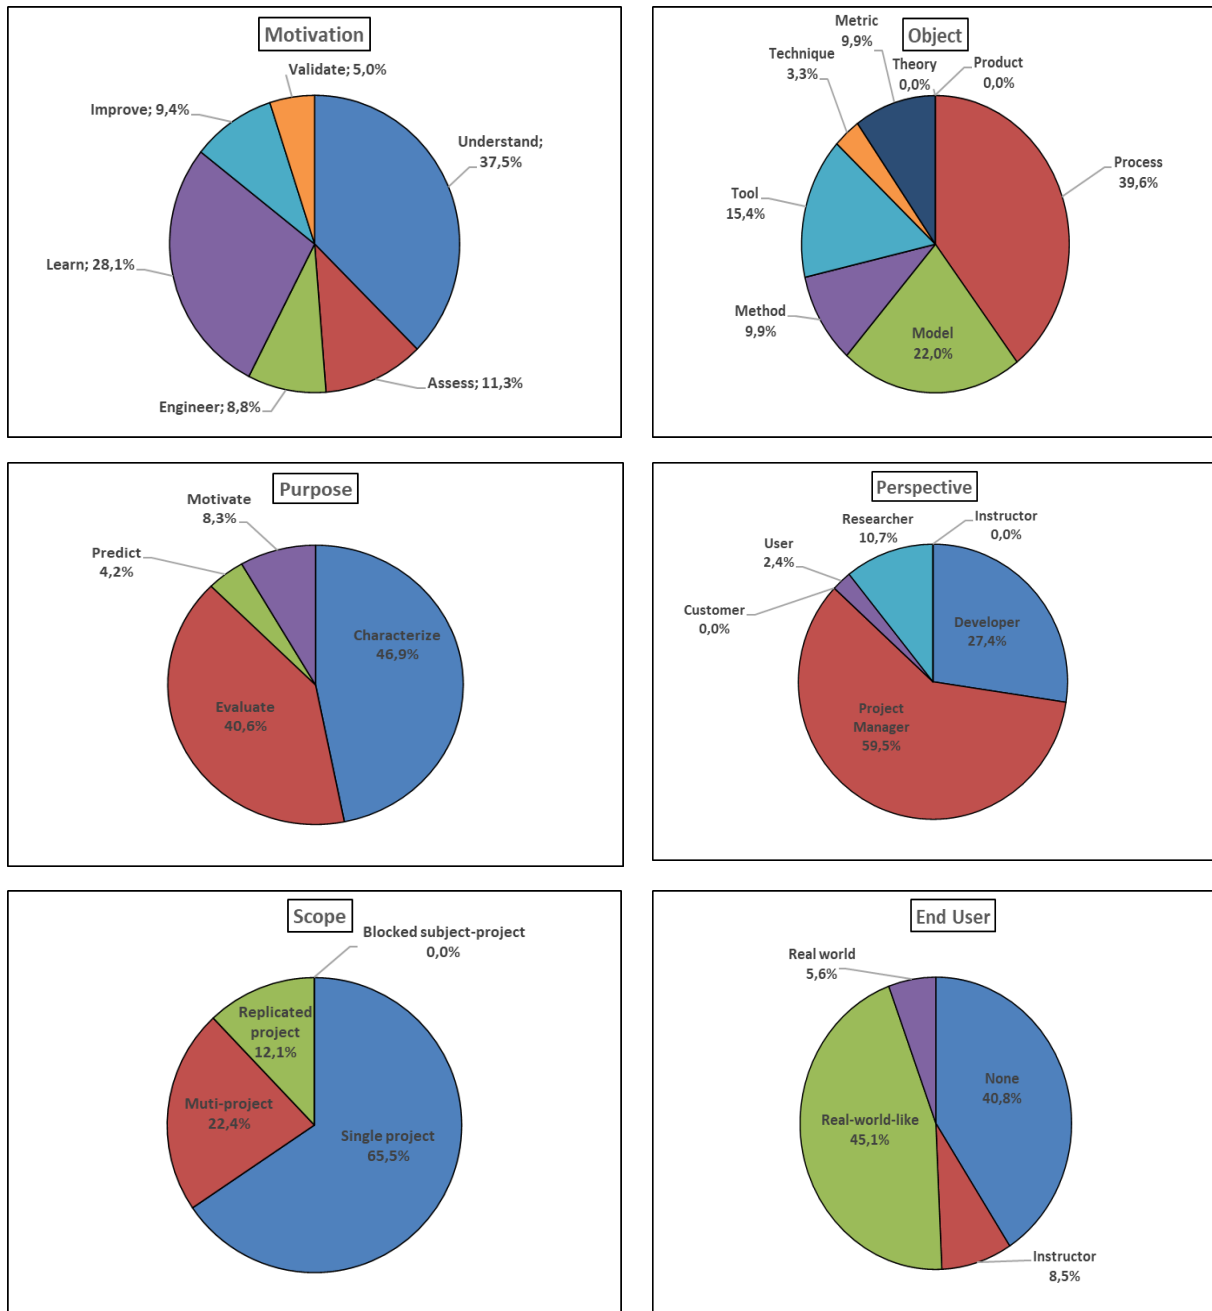 Motivation
Validate; 5,0%
Improve; 9,4%
Understand;
37,5%
Learn; 28,1%
Assess; 11,3%
Engineer; 8,8%
Object
Metric
9,9%
Technique
3,3%
Theory
0,0%
Product
0,0%
Process
39,6%
Tool
15,4%
Method
9,9%
Model
22,0%
Purpose
Motivate
8,3%
Predict
4,2%
Characterize
46,9%
Evaluate
40,6%
Perspective
Researcher
10,7%
Instructor
0,0%
User
2,4%
Customer
0,0%
Developer
27,4%
Project
Manager
59,5%
Scope
Blocked subject-project
0,0%
Replicated
project
12,1%
Muti-project
22,4%
Single project
65,5%
End User
Real world
5,6%
None
40,8%
Real-world-like
45,1%
Instructor
8,5%